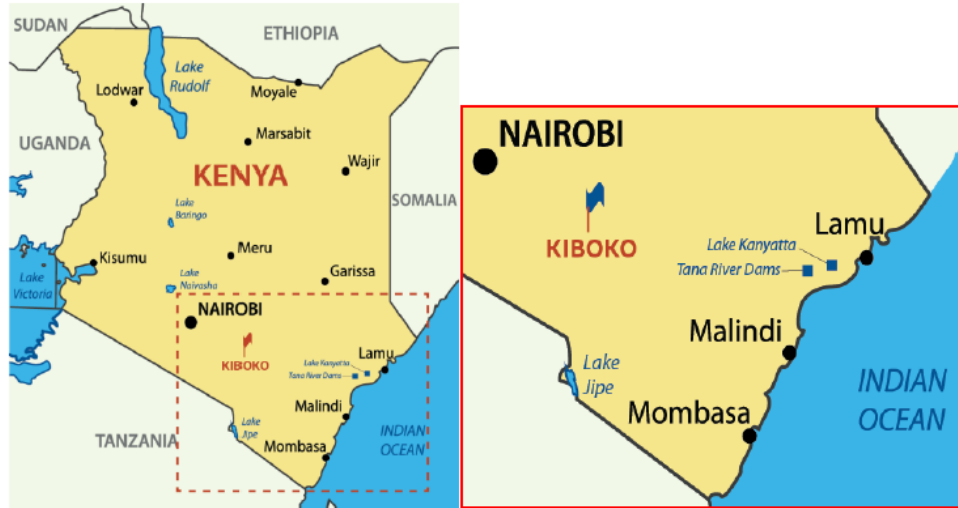 SUDAN
ETHIOPIA
Lake
Rudolf
Lodwar
Moyale
UGANDA
Marsabit
KENYA
Wajir
Lake
Baringo
SOMALIA
Meru
Kisumu
Lake
Victoria
Lake
Naivasha
Garissa
NAIROBI
KIBOKO
Lake Kanyatta
Lamu
Tana River Dams
Malindi
Lake
Jipe
TANZANIA
Mombasa
INDIAN
OCEAN
NAIROBI
KIBOKO
Lamu
Lake Kanyatta
Tana River Dams
Malindi
Lake
Jipe
Mombasa
INDIAN
OCEAN